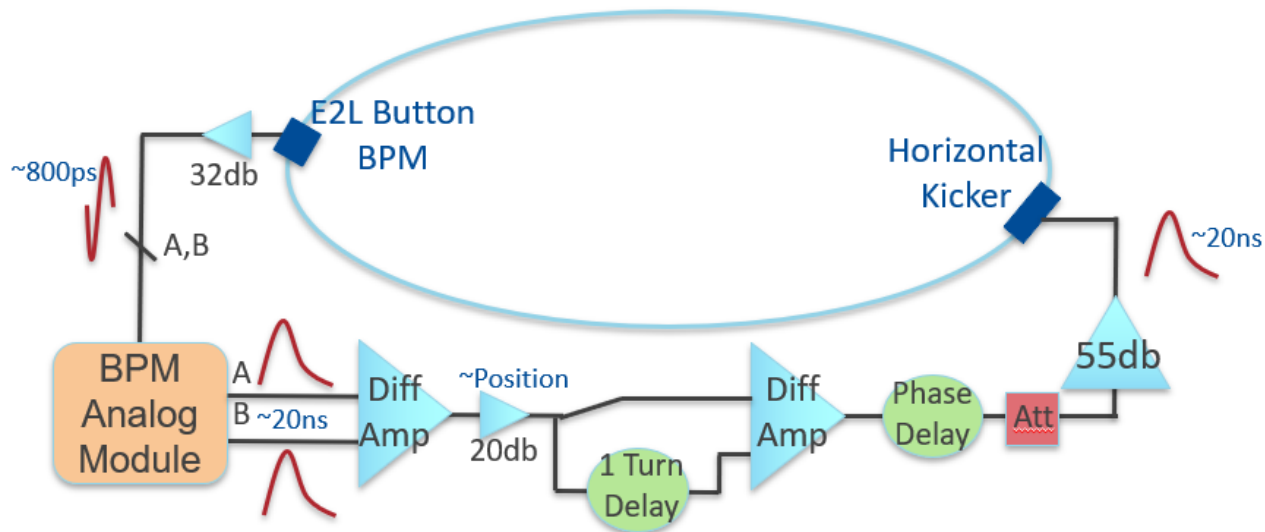 E2L Button
BPM
32db
~800ps
A,B
Horizontal
Kicker
~20ns
55db
BPM
Analog
Module
A
B
~20ns
Diff
Amp
~Position
20db
1 Turn
Delay
Diff
Amp
Phase
Delay
Att